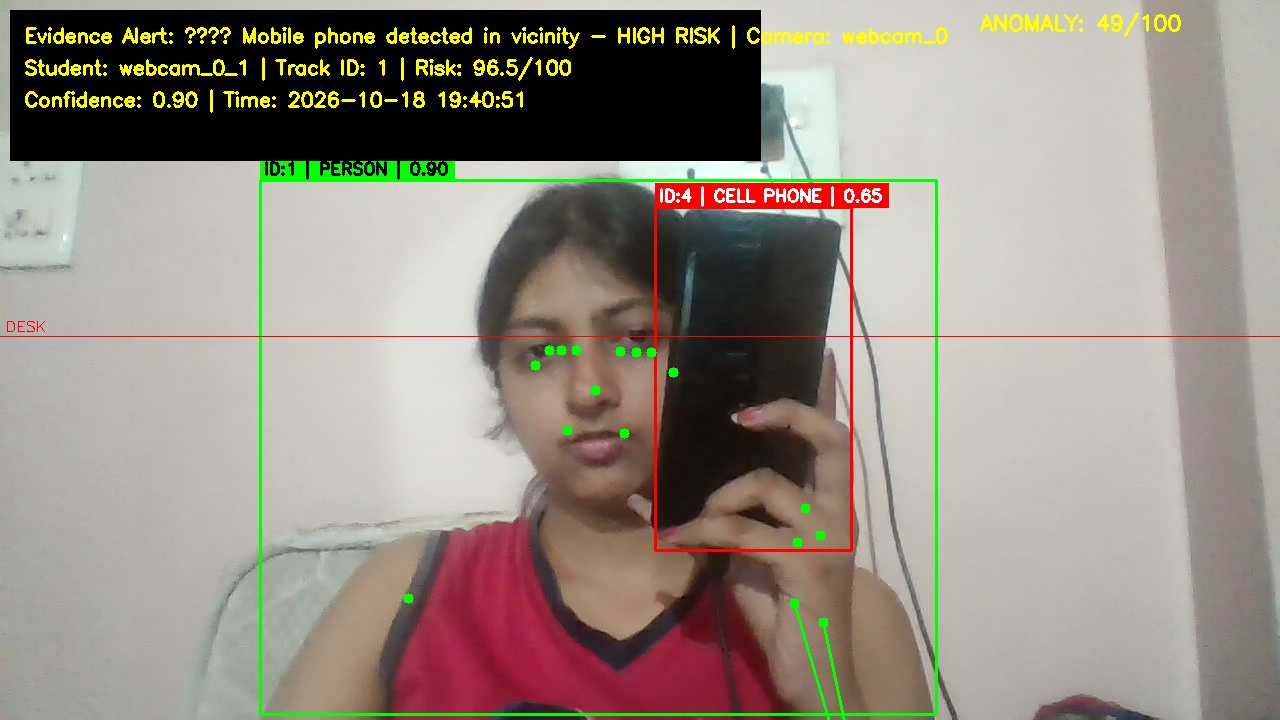 Evidence Alert: ???? Mobile phone detected in vicinity - HIGH RISK | Camera: webcam_0
ANOMALY: 49/100
Student: webcam_0_1 | Track ID: 1 | Risk: 96.5/100
Confidence: 0.90 | Time: 2026-10-18 19:40:51
ID:1 | PERSON | 0.90
ID:4 | CELL PHONE | 0.65
DESK